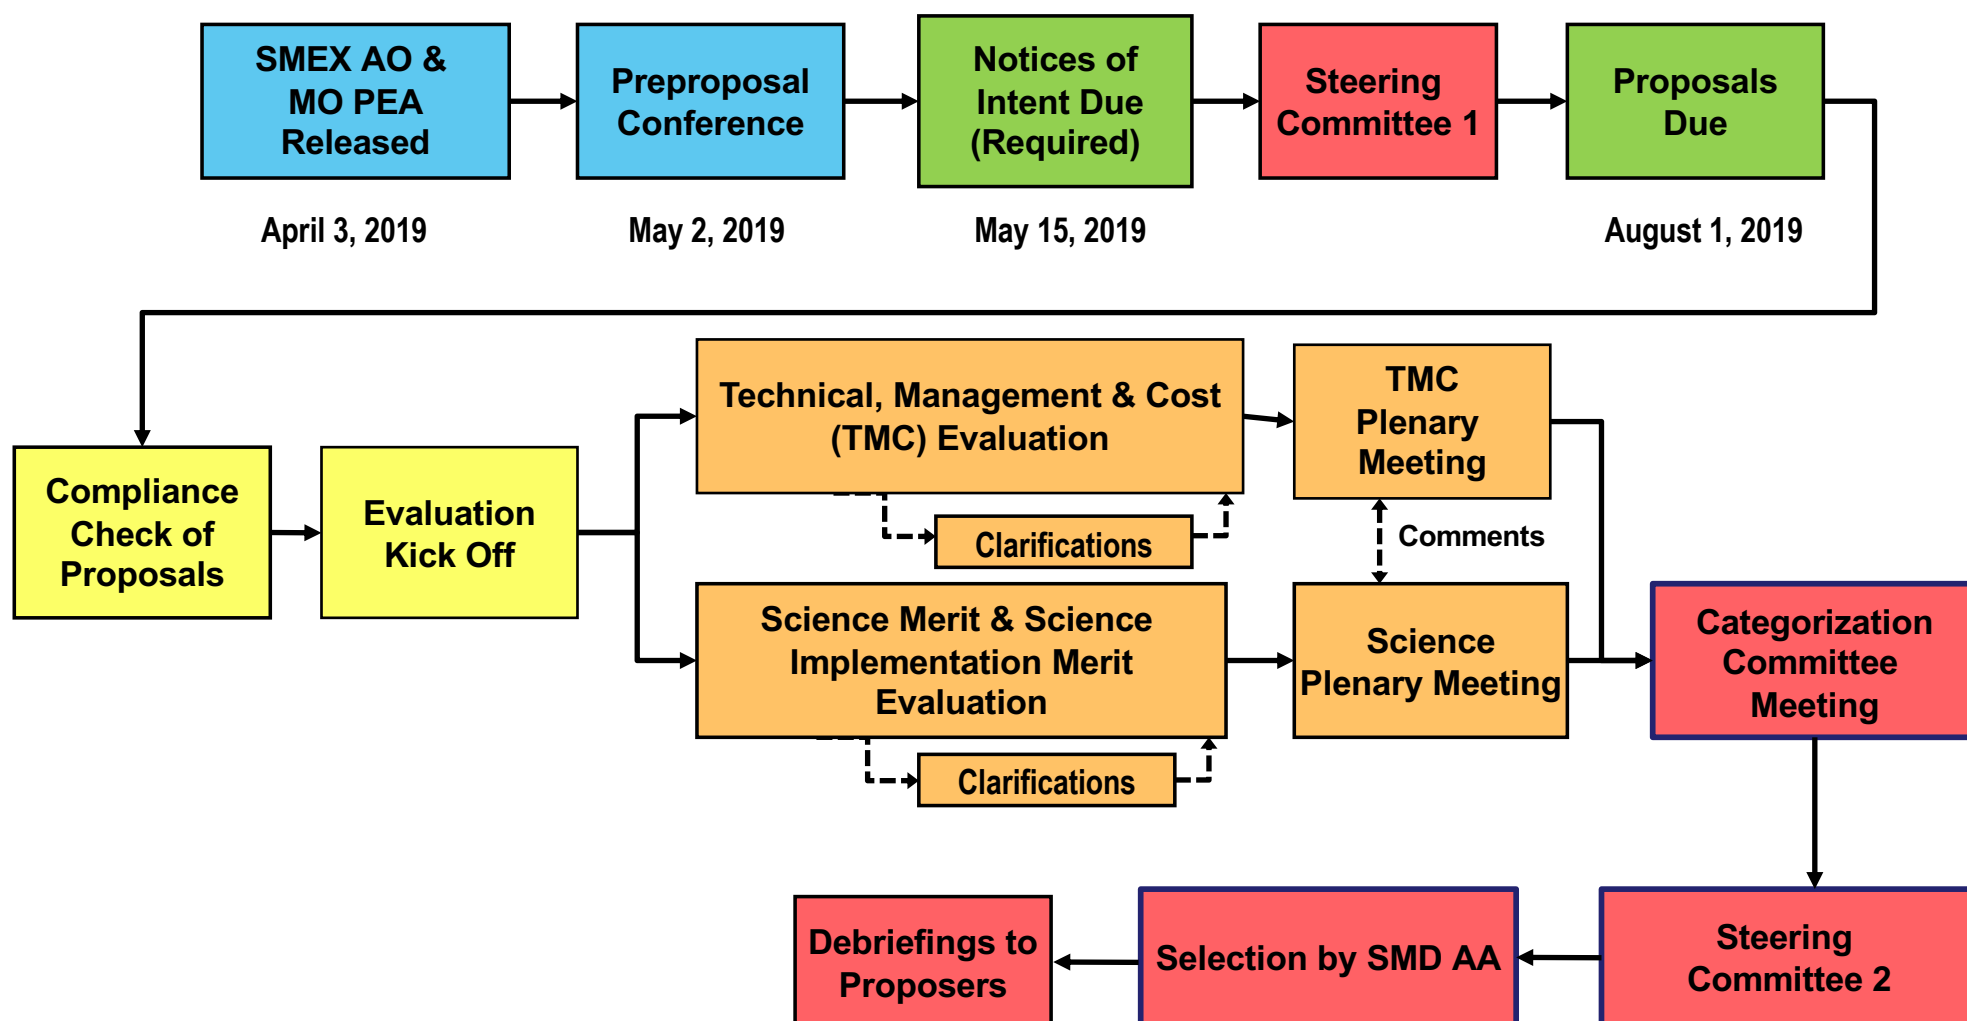 SMEX AO &
MO PEA
Released
Preproposal
Conference
Notices of
Intent Due
(Required)
Steering
Committee 1
Proposals
Due
April 3, 2019
May 2, 2019
May 15, 2019
August 1, 2019
Compliance
Check of
Proposals
Evaluation
Kick Off
Technical, Management & Cost
(TMC) Evaluation
Clarifications
TMC
Plenary
Meeting
Comments
Science Merit & Science
Implementation Merit
Evaluation
Clarifications
Science
Plenary Meeting
Categorization
Committee
Meeting
Debriefings to
Proposers
Selection by SMD AA
Steering
Committee 2